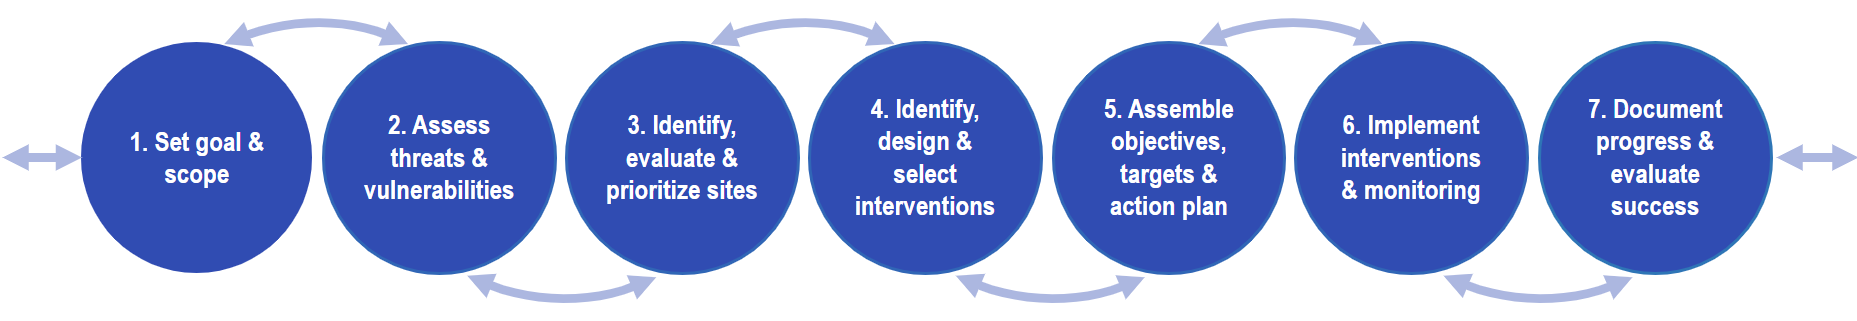 1. Set goal &
scope
2. Assess
threats &
vulnerabilities
3. Identify,
evaluate &
prioritize sites
4. Identify,
design &
select
interventions
5. Assemble
objectives,
targets &
action plan
6. Implement
interventions
& monitoring
7. Document
progress &
evaluate
success